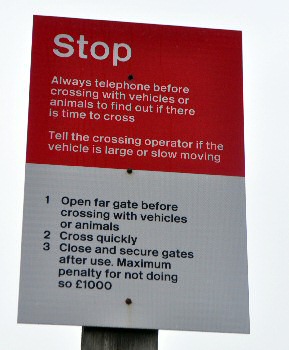 Stop
Always telephone before
crossing with vehicles or
animals to find out if there
is time to cross
Tell the crossing operator if the
vehicle is large or slow moving
1 Open far gate before
crossing with vehicles
or animals
2 Cross quickly
3 Close and secure gates
after use. Maximum
penalty for not doing
so £1000